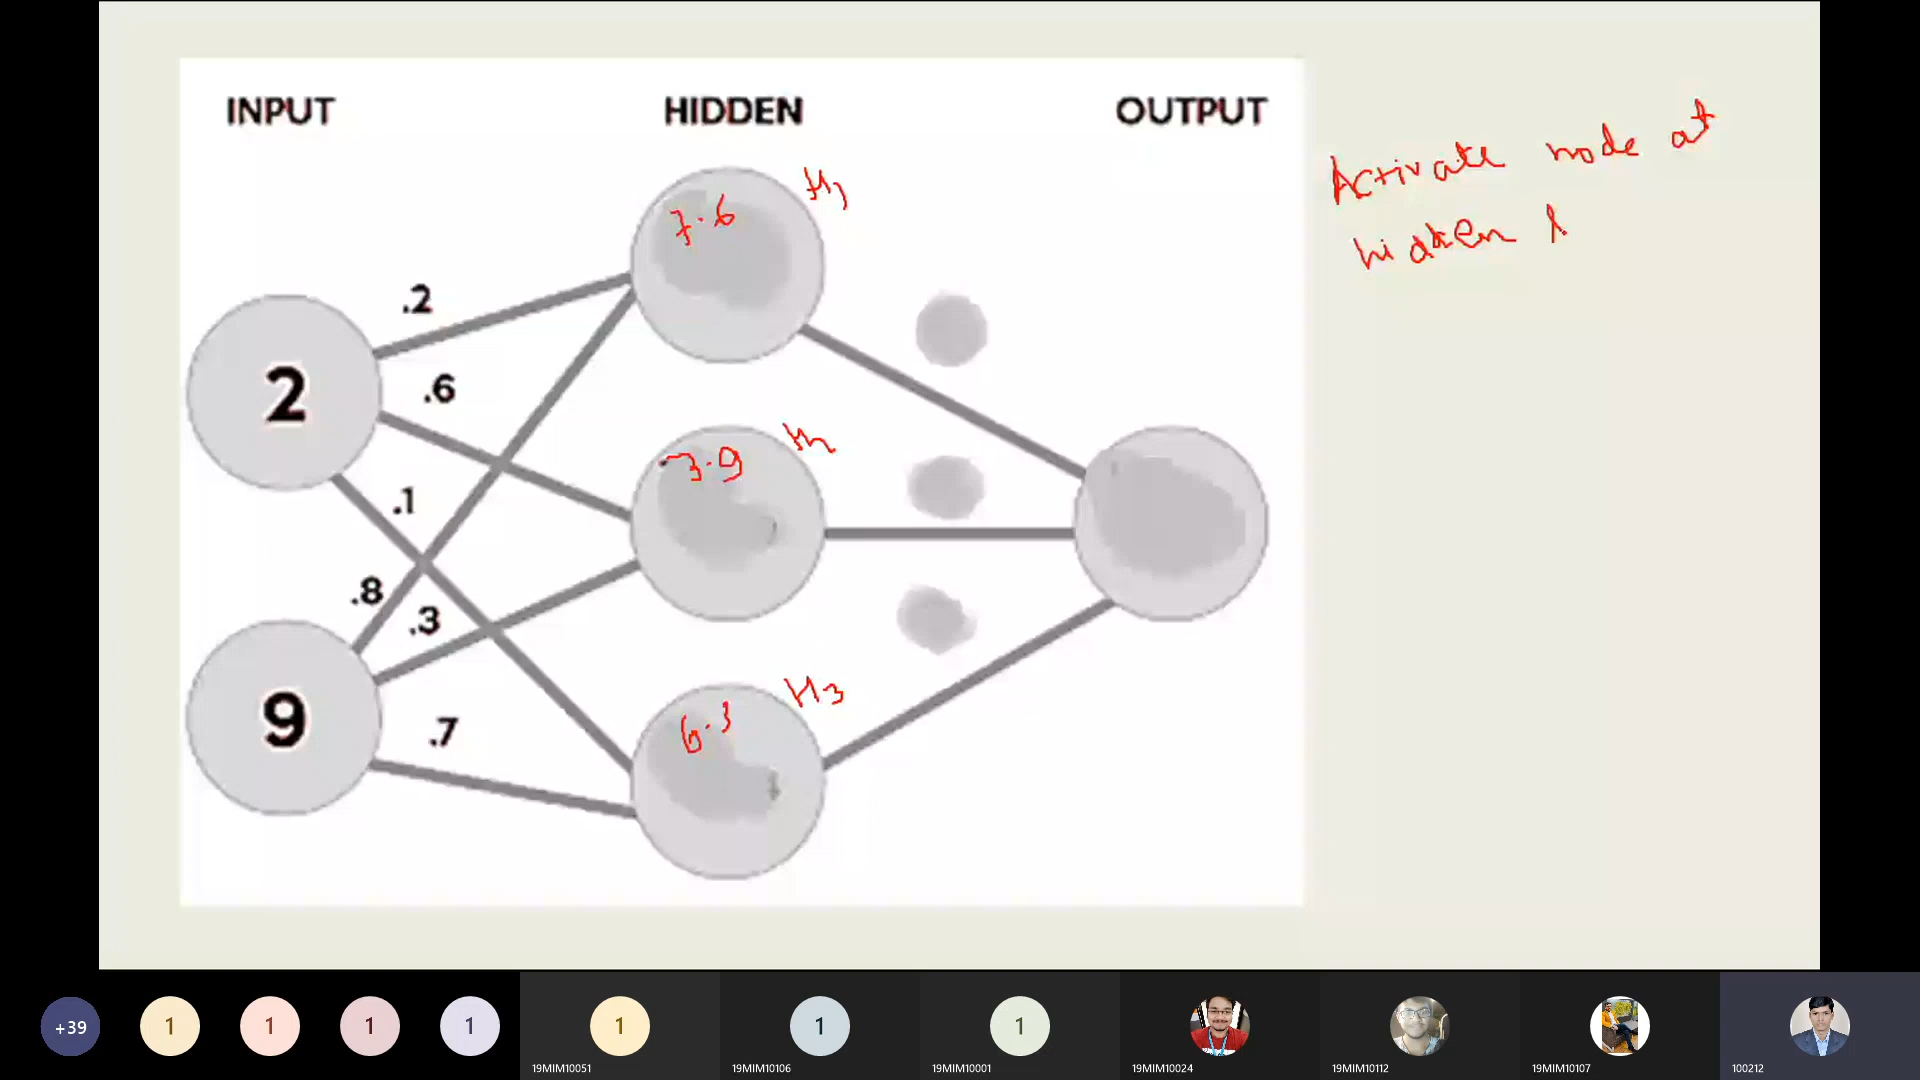 INPUT HIDDEN OUTPUT
Activate node at
hidden l
H1
7.6
.2
2
.6
H2
3.9
.1
.8
.3
H3
9
6.3
.7
+39 1 1 1 1 1 1 1
19MIM10051 19MIM10106 19MIM10001 19MIM10024 19MIM10112 19MIM10107 100212